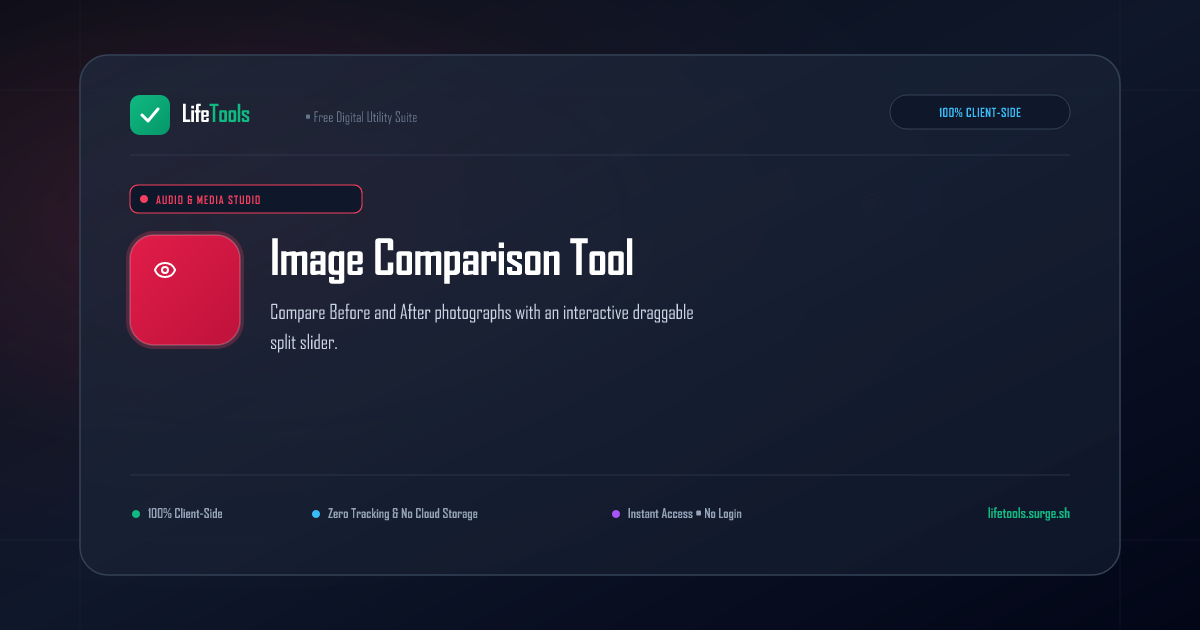 LifeTools
▪ Free Digital Utility Suite
100% CLIENT-SIDE
AUDIO & MEDIA STUDIO
Image Comparison Tool
Compare Before and After photographs with an interactive draggable
split slider.
100% Client-Side
Zero Tracking & No Cloud Storage
Instant Access ▪ No Login
lifetools.surge.sh